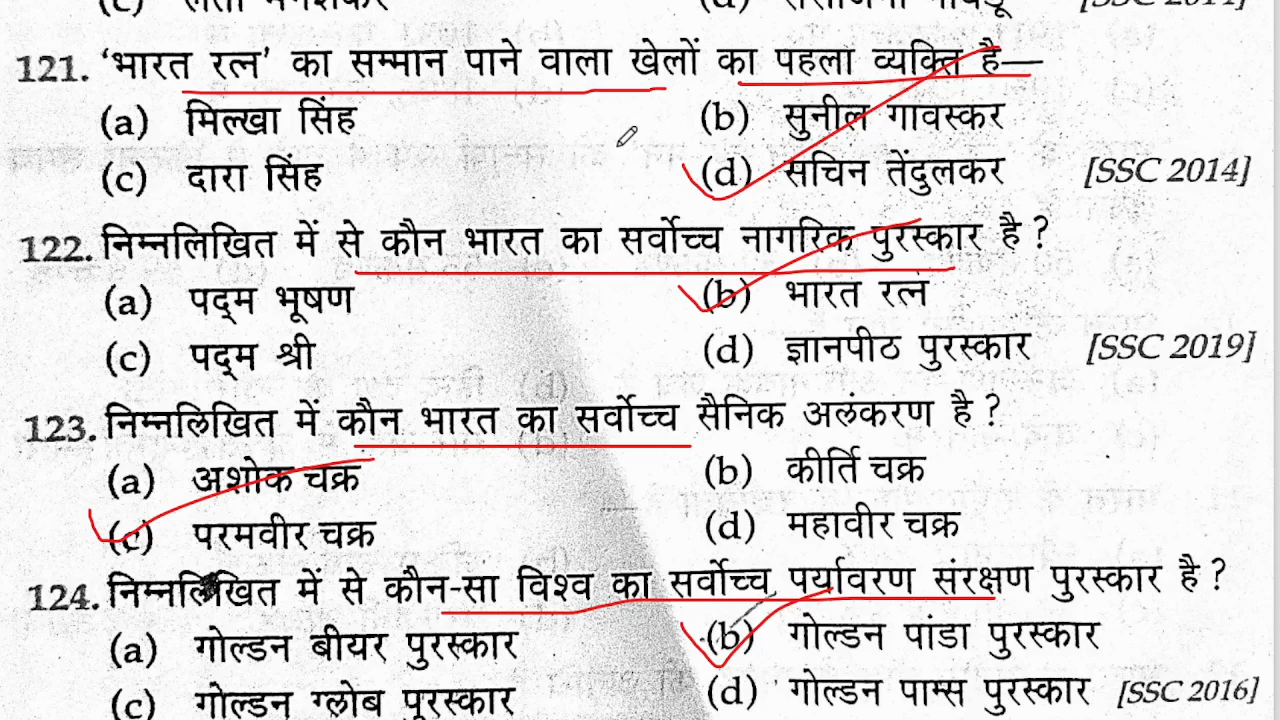 121. ‘भारत रत्न’ का सम्मान पाने वाला खेलों का पहला व्यक्ति है—
(a) मिल्खा सिंह (b) सुनील गावस्कर
(c) दारा सिंह (d) सचिन तेंदुलकर [SSC 2014]
122. निम्नलिखित में से कौन भारत का सर्वोच्च नागरिक पुरस्कार है ?
(a) पद्‌म भूषण (b) भारत रत्न
(c) पद्‌म श्री (d) ज्ञानपीठ पुरस्कार [SSC 2019]
123. निम्नलिखित में कौन भारत का सर्वोच्च सैनिक अलंकरण है ?
(a) अशोक चक्र (b) कीर्ति चक्र
(c) परमवीर चक्र (d) महावीर चक्र
124. निम्नलिखित में से कौन-सा विश्व का सर्वोच्च पर्यावरण संरक्षण पुरस्कार है ?
(a) गोल्डन बीयर पुरस्कार (b) गोल्डन पांडा पुरस्कार
(c) गोल्डन ग्लोब पुरस्कार (d) गोल्डन पाम्स पुरस्कार [SSC 2016]